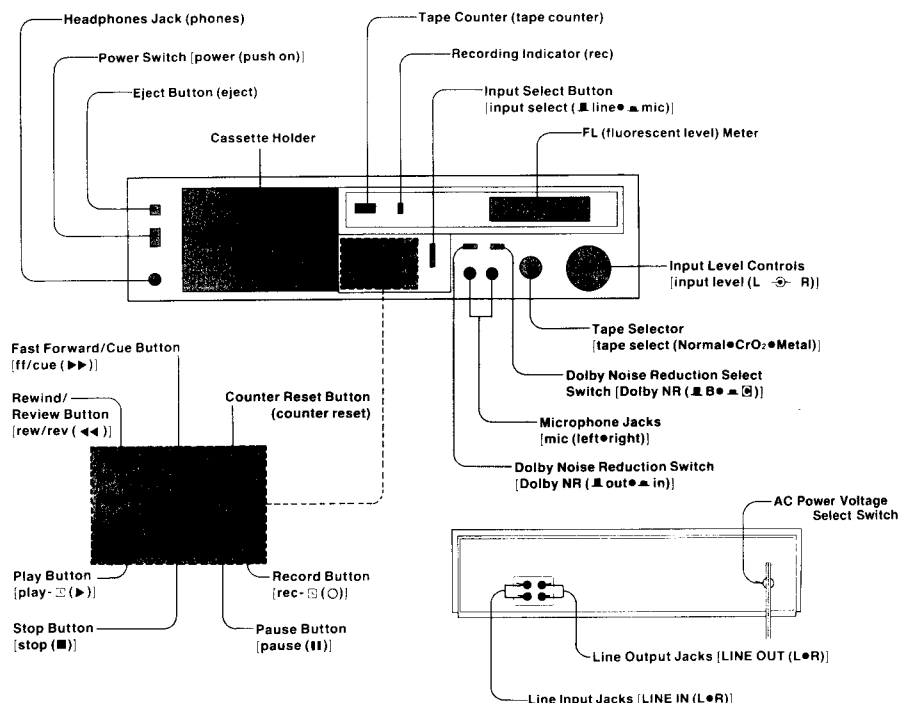 Headphones Jack (phones)
Tape Counter (tape counter)
Power Switch [power (push on)]
Recording Indicator (rec)
Eject Button (eject)
Input Select Button
[input select ( line● mic)]
Cassette Holder
FL (fluorescent level) Meter
Input Level Controls
[input level (L R)]
Tape Selector
[tape select (Normal●CrO₂●Metal)]
Dolby Noise Reduction Select
Switch [Dolby NR ( B● C)]
Microphone Jacks
[mic (left●right)]
Dolby Noise Reduction Switch
[Dolby NR ( out● in)]
Fast Forward/Cue Button
[ff/cue (▶▶)]
Rewind/
Review Button
[rew/rev (◀◀)]
Counter Reset Button
(counter reset)
Play Button
[play- (▶)]
Record Button
[rec- (○)]
Stop Button
[stop (■)]
Pause Button
[pause (▮▮)]
AC Power Voltage
Select Switch
Line Output Jacks [LINE OUT (L●R)]
Line Input Jacks [LINE IN (L●R)]